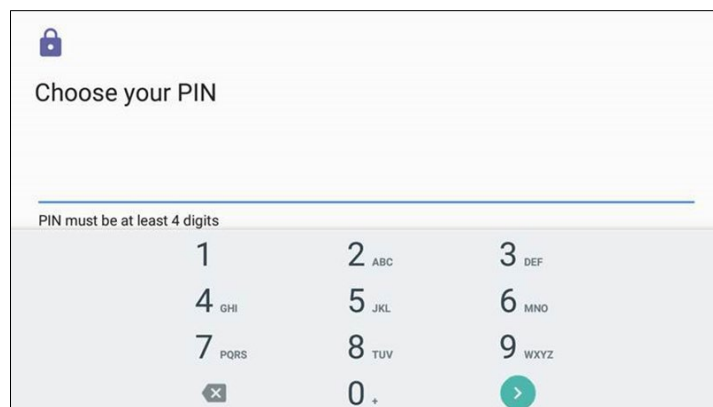 Choose your PIN
PIN must be at least 4 digits
1 2 ABC 3 DEF
4 GHI 5 JKL 6 MNO
7 PQRS 8 TUV 9 WXYZ
0 +